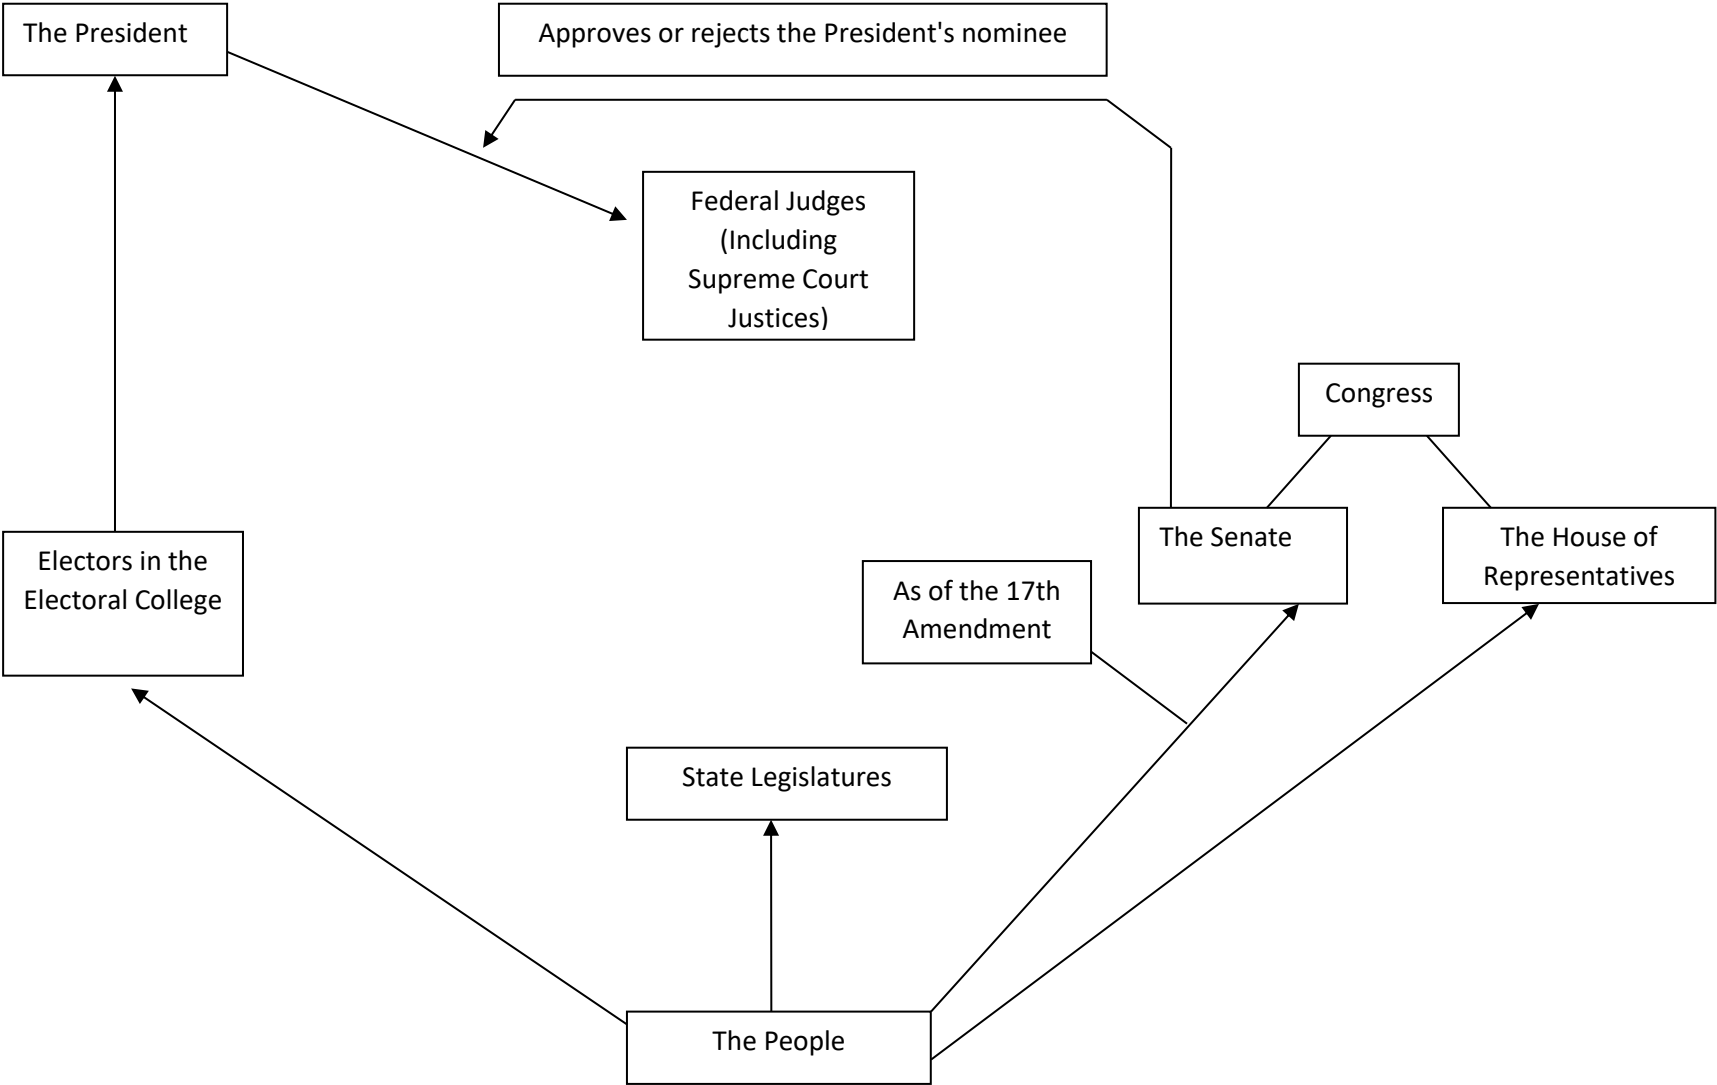 The President
Approves or rejects the President's nominee
Federal Judges
(Including
Supreme Court
Justices)
Congress
The Senate
The House of
Representatives
Electors in the
Electoral College
As of the 17th
Amendment
State Legislatures
The People